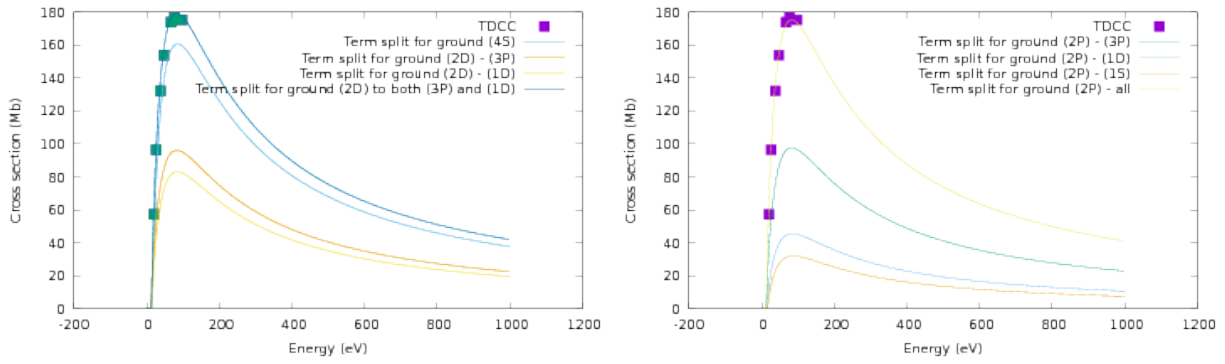 180
160
140
120
100
80
60
40
20
0
Cross section (Mb)
TDCC
Term split for ground (4S)
Term split for ground (2D) - (3P)
Term split for ground (2D) - (1D)
Term split for ground (2D) to both (3P) and (1D)
-200 0 200 400 600 800 1000 1200
Energy (eV)
180
160
140
120
100
80
60
40
20
0
Cross section (Mb)
TDCC
Term split for ground (2P) - (3P)
Term split for ground (2P) - (1D)
Term split for ground (2P) - (1S)
Term split for ground (2P) - all
-200 0 200 400 600 800 1000 1200
Energy (eV)